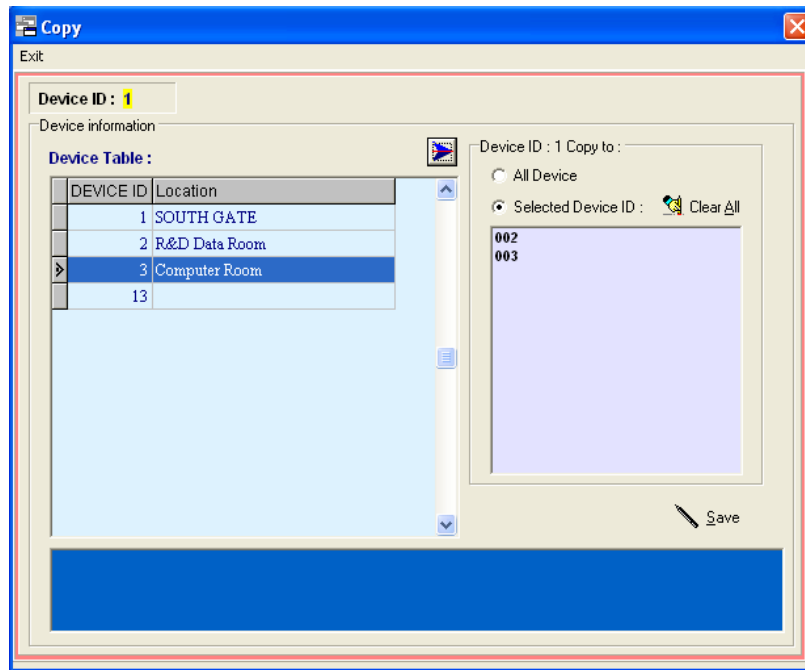 Copy
Exit
Device ID : 1
Device information
Device Table :
DEVICE ID Location
1 SOUTH GATE
2 R&D Data Room
3 Computer Room
13
Device ID : 1 Copy to :
All Device
Selected Device ID : Clear All
002
003
Save